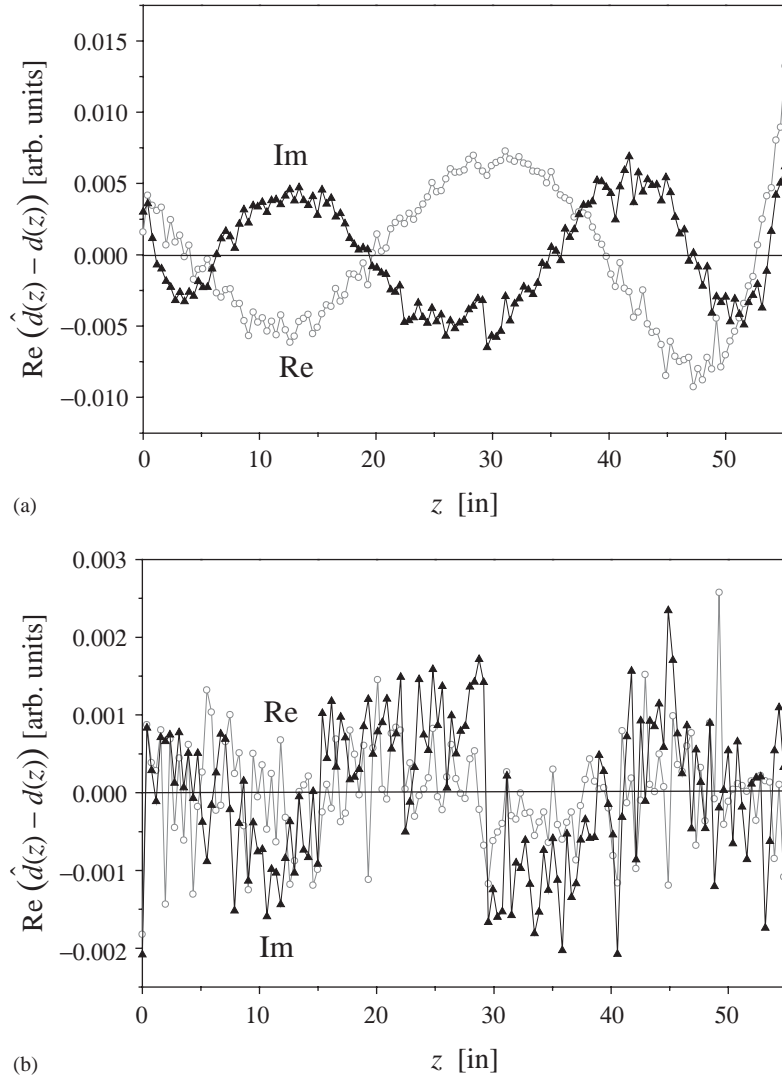 0.015
0.010
0.005
0.000
−0.005
−0.010
Re (d̂(z) − d(z)) [arb. units]
Im
Re
0 10 20 30 40 50
z [in]
(a)
0.003
0.002
0.001
0.000
−0.001
−0.002
Re (d̂(z) − d(z)) [arb. units]
Re
Im
0 10 20 30 40 50
z [in]
(b)